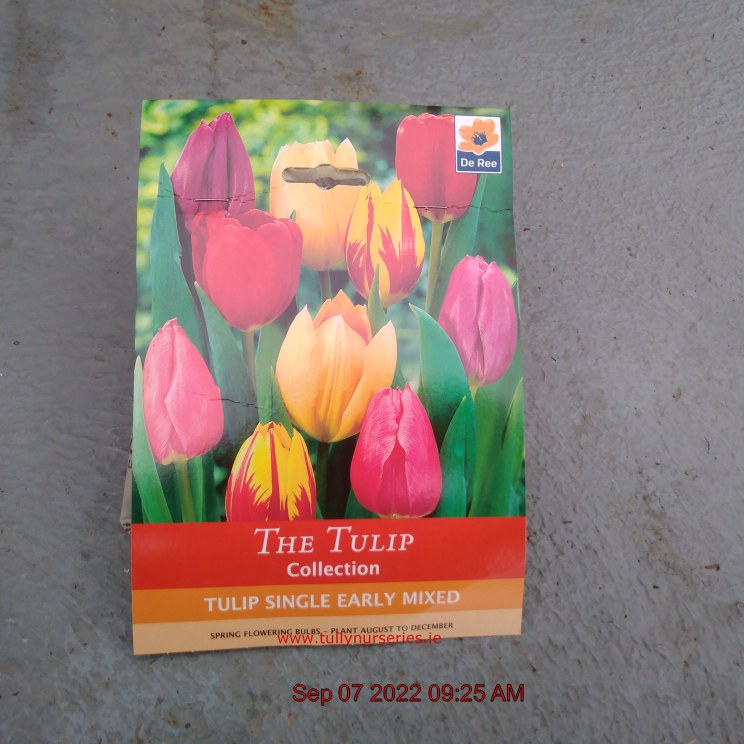 De Ree
The Tulip
Collection
TULIP SINGLE EARLY MIXED
SPRING FLOWERING BULBS – PLANT AUGUST TO DECEMBER
www.tullynurseries.ie
Sep 07 2022 09:25 AM